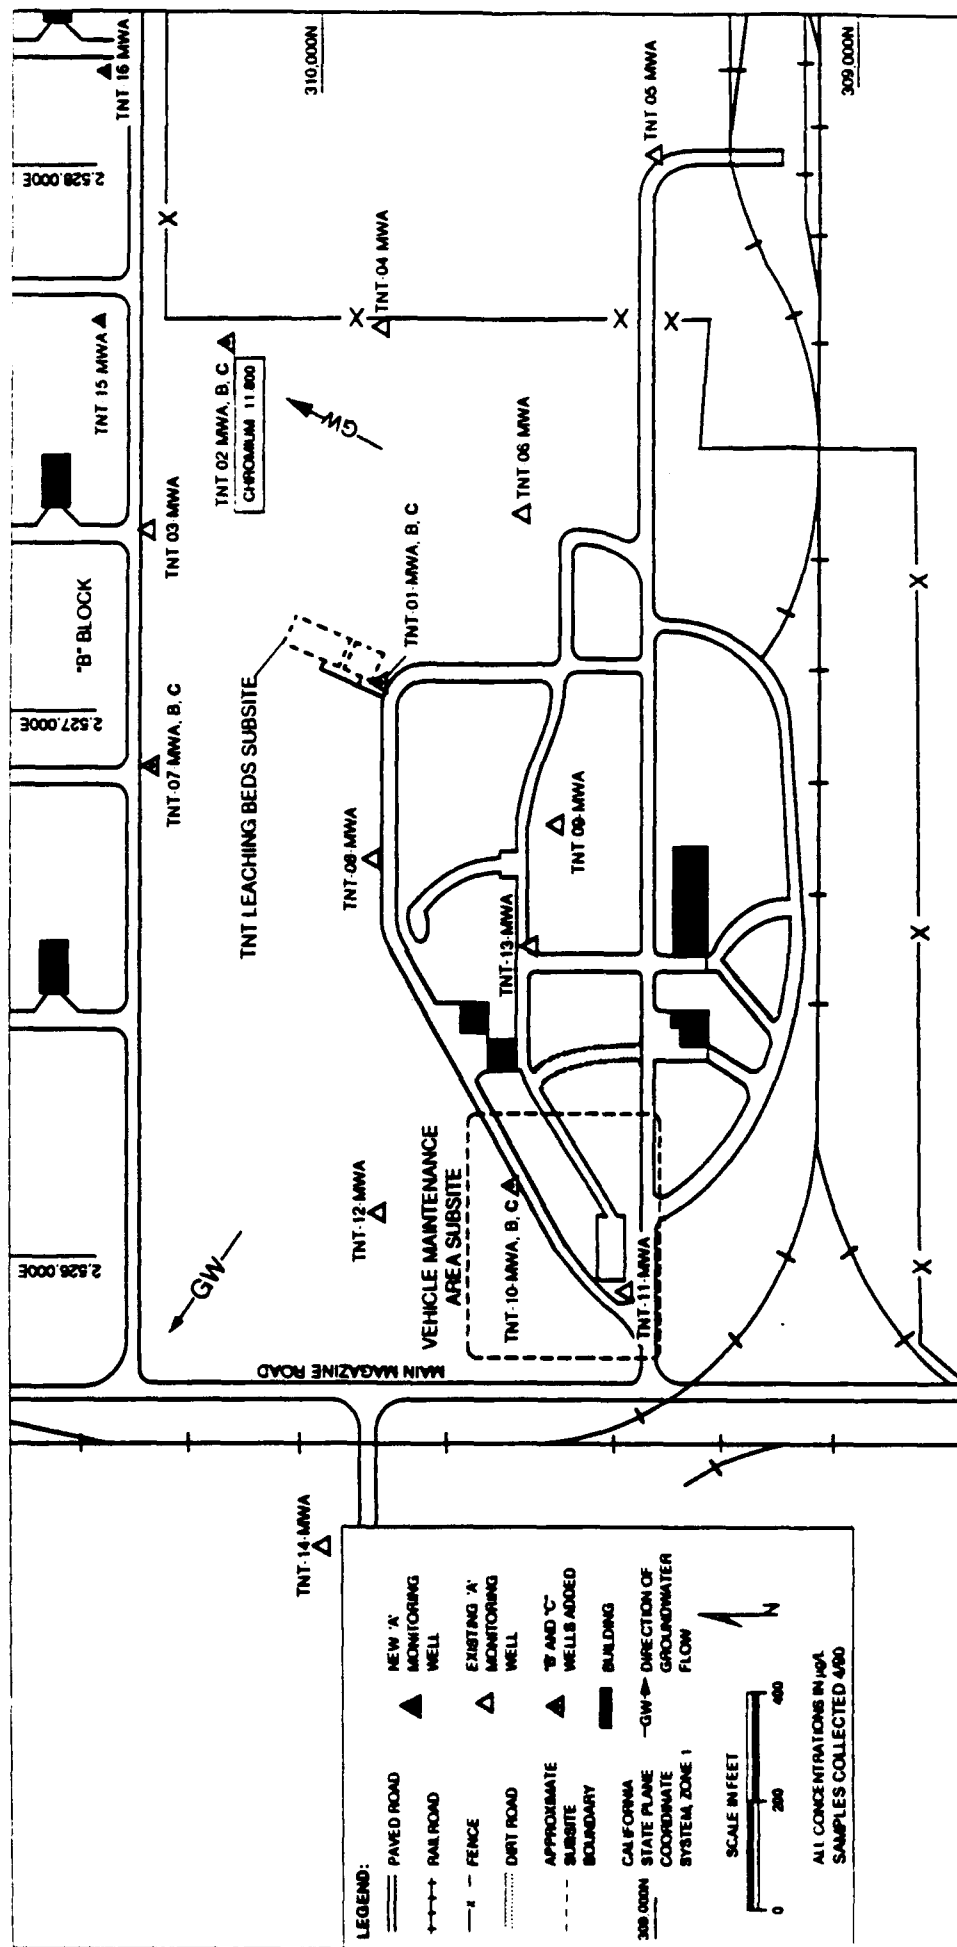 TNT 16 MWA
2.528.000E
TNT 15 MWA
310,000N
309 000N
TNT 05 MWA
TNT-04 MWA
TNT 02 MWA, B, C
CHROMIUM 11 800
GW
TNT 06 MWA
TNT 03-MWA
"B" BLOCK
TNT-01-MWA, B, C
TNT LEACHING BEDS SUBSITE
2.527.000E
TNT-07-MWA, B, C
TNT-08-MWA
TNT 09-MWA
TNT-13-MWA
TNT-12-MWA
VEHICLE MAINTENANCE
AREA SUBSITE
TNT-10-MWA, B, C
TNT-11-MWA
2.526.000E
GW
MAIN MAGAZINE ROAD
TNT-14-MWA
LEGEND:
PAVED ROAD
RAILROAD
FENCE
DIRT ROAD
APPROXIMATE
SUBSITE
BOUNDARY
309 000N
CALIFORNIA
STATE PLANE
COORDINATE
SYSTEM, ZONE 1
NEW 'A'
MONITORING
WELL
EXISTING 'A'
MONITORING
WELL
"B" AND "C"
WELLS ADDED
BUILDING
GW
DIRECTION OF
GROUNDWATER
FLOW
SCALE IN FEET
0 200 400
N
ALL CONCENTRATIONS IN µg/L
SAMPLES COLLECTED 4/90